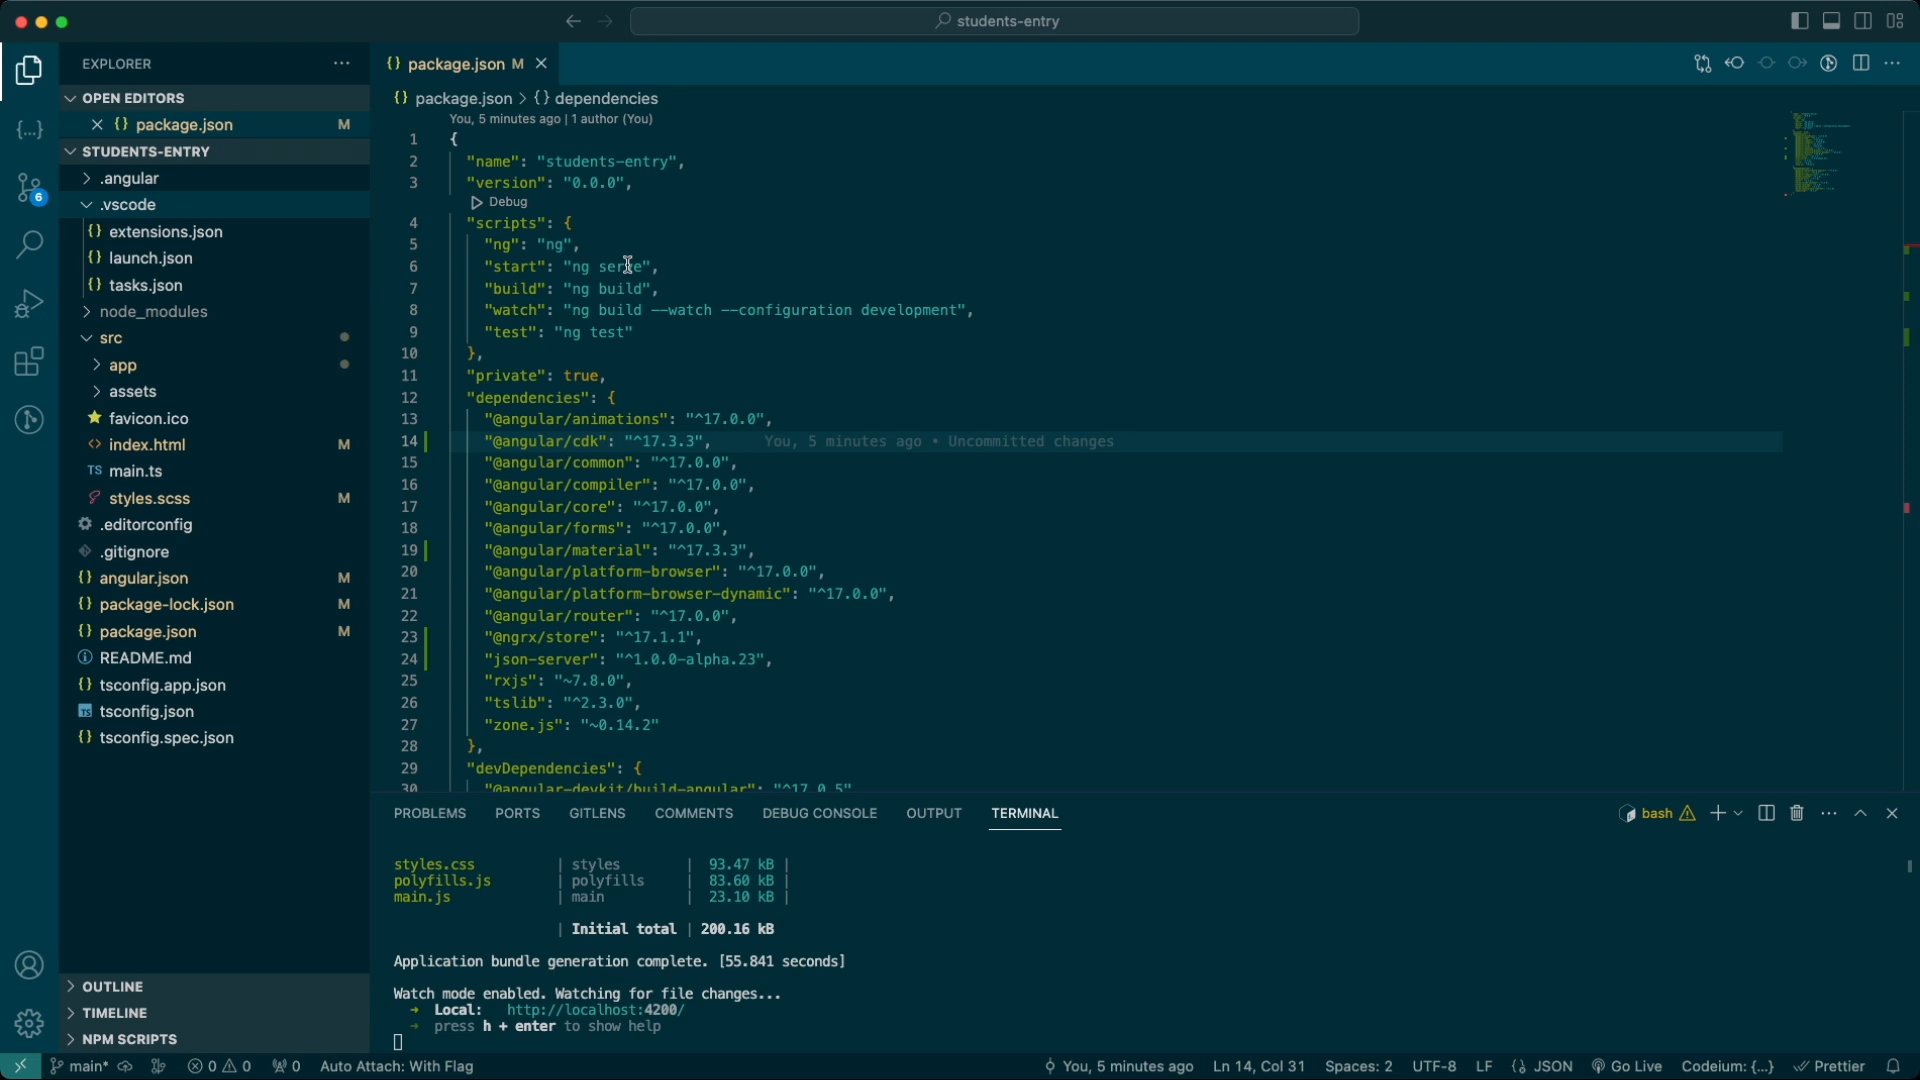 students-entry
EXPLORER
OPEN EDITORS
package.json M
STUDENTS-ENTRY
.angular
.vscode
extensions.json
launch.json
tasks.json
node_modules
src
app
assets
favicon.ico
index.html M
main.ts
styles.scss M
.editorconfig
.gitignore
angular.json M
package-lock.json M
package.json M
README.md
tsconfig.app.json
tsconfig.json
tsconfig.spec.json
OUTLINE
TIMELINE
NPM SCRIPTS
6
{} package.json M
{} package.json > {} dependencies
You, 5 minutes ago | 1 author (You)
1 {
2 "name": "students-entry",
3 "version": "0.0.0",
Debug
4 "scripts": {
5 "ng": "ng",
6 "start": "ng serve",
7 "build": "ng build",
8 "watch": "ng build --watch --configuration development",
9 "test": "ng test"
10 },
11 "private": true,
12 "dependencies": {
13 "@angular/animations": "^17.0.0",
14 "@angular/cdk": "^17.3.3", You, 5 minutes ago • Uncommitted changes
15 "@angular/common": "^17.0.0",
16 "@angular/compiler": "^17.0.0",
17 "@angular/core": "^17.0.0",
18 "@angular/forms": "^17.0.0",
19 "@angular/material": "^17.3.3",
20 "@angular/platform-browser": "^17.0.0",
21 "@angular/platform-browser-dynamic": "^17.0.0",
22 "@angular/router": "^17.0.0",
23 "@ngrx/store": "^17.1.1",
24 "json-server": "^1.0.0-alpha.23",
25 "rxjs": "~7.8.0",
26 "tslib": "^2.3.0",
27 "zone.js": "~0.14.2"
28 },
29 "devDependencies": {
30 "@angular-devkit/build-angular": "^17.0.5"
PROBLEMS PORTS GITLENS COMMENTS DEBUG CONSOLE OUTPUT TERMINAL bash
styles.css | styles | 93.47 kB |
polyfills.js | polyfills | 83.60 kB |
main.js | main | 23.10 kB |
| Initial total | 200.16 kB
Application bundle generation complete. [55.841 seconds]
Watch mode enabled. Watching for file changes...
➜ Local: http://localhost:4200/
➜ press h + enter to show help
main* 0 0 0 Auto Attach: With Flag You, 5 minutes ago Ln 14, Col 31 Spaces: 2 UTF-8 LF {} JSON Go Live Codeium: {...} Prettier